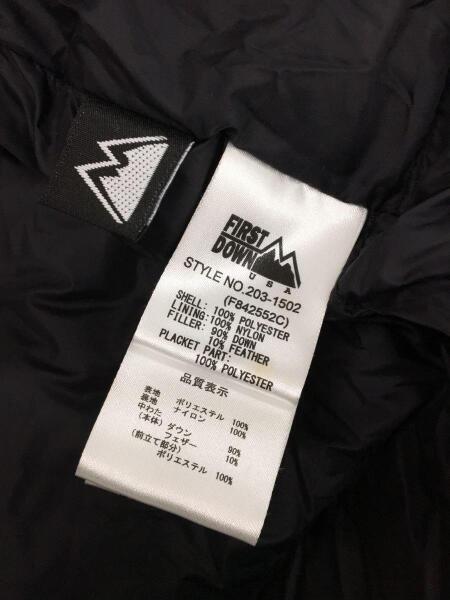 FIRST
DOWN
USA
STYLE NO.203-1502
(F842552C)
SHELL: 100% POLYESTER
LINING: 100% NYLON
FILLER: 90% DOWN
10% FEATHER
PLACKET PART:
100% POLYESTER
品質表示
表地 ポリエステル 100%
裏地 ナイロン 100%
中わた
(本体) ダウン 90%
フェザー 10%
(前立て部分)
ポリエステル 100%